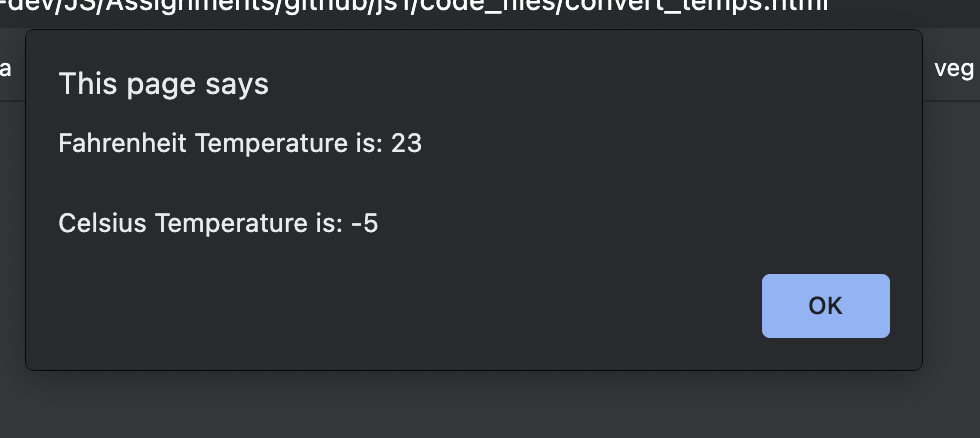 -dev/JS/Assignments/github/js1/code_files/convert_temps.html
a
veg
This page says
Fahrenheit Temperature is: 23
Celsius Temperature is: -5
OK